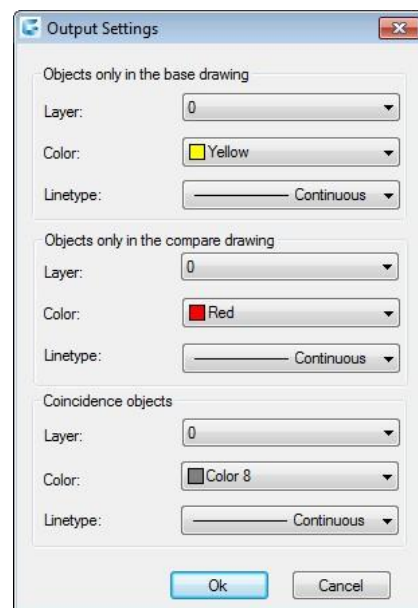 Output Settings
Objects only in the base drawing
Layer: 0
Color: Yellow
Linetype: Continuous
Objects only in the compare drawing
Layer: 0
Color: Red
Linetype: Continuous
Coincidence objects
Layer: 0
Color: Color 8
Linetype: Continuous
Ok Cancel